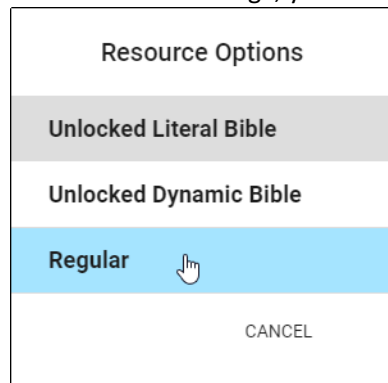 Resource Options
Unlocked Literal Bible
Unlocked Dynamic Bible
Regular
CANCEL